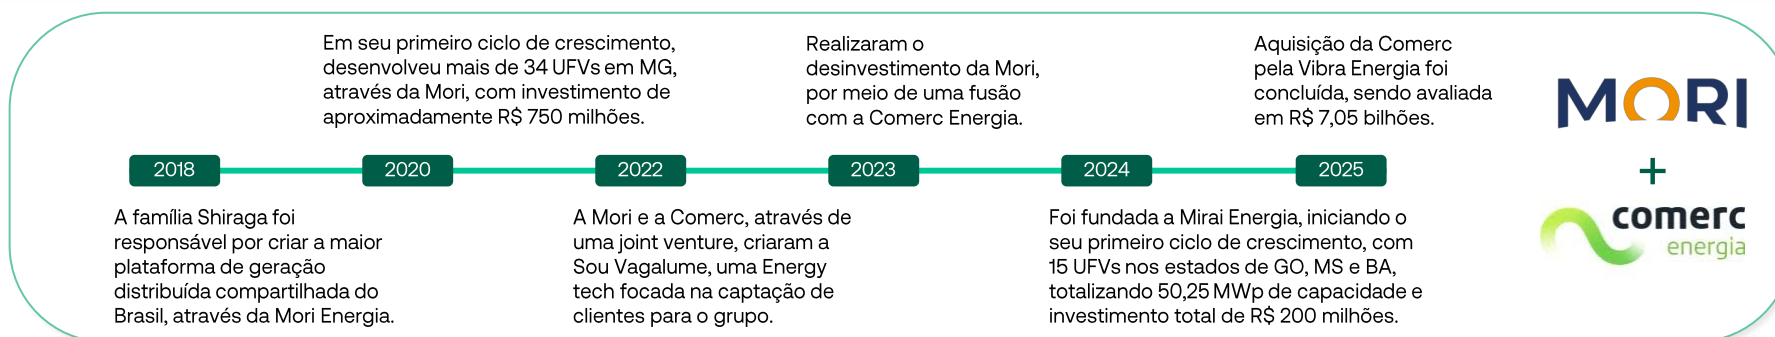 Em seu primeiro ciclo de crescimento,
desenvolveu mais de 34 UFVs em MG,
através da Mori, com investimento de
aproximadamente R$ 750 milhões.
Realizaram o
desinvestimento da Mori,
por meio de uma fusão
com a Comerc Energia.
Aquisição da Comerc
pela Vibra Energia foi
concluída, sendo avaliada
em R$ 7,05 bilhões.
2018
2020
2022
2023
2024
2025
A família Shiraga foi
responsável por criar a maior
plataforma de geração
distribuída compartilhada do
Brasil, através da Mori Energia.
A Mori e a Comerc, através de
uma joint venture, criaram a
Sou Vagalume, uma Energy
tech focada na captação de
clientes para o grupo.
Foi fundada a Mirai Energia, iniciando o
seu primeiro ciclo de crescimento, com
15 UFVs nos estados de GO, MS e BA,
totalizando 50,25 MWp de capacidade e
investimento total de R$ 200 milhões.
MORI
+
comerc
energia